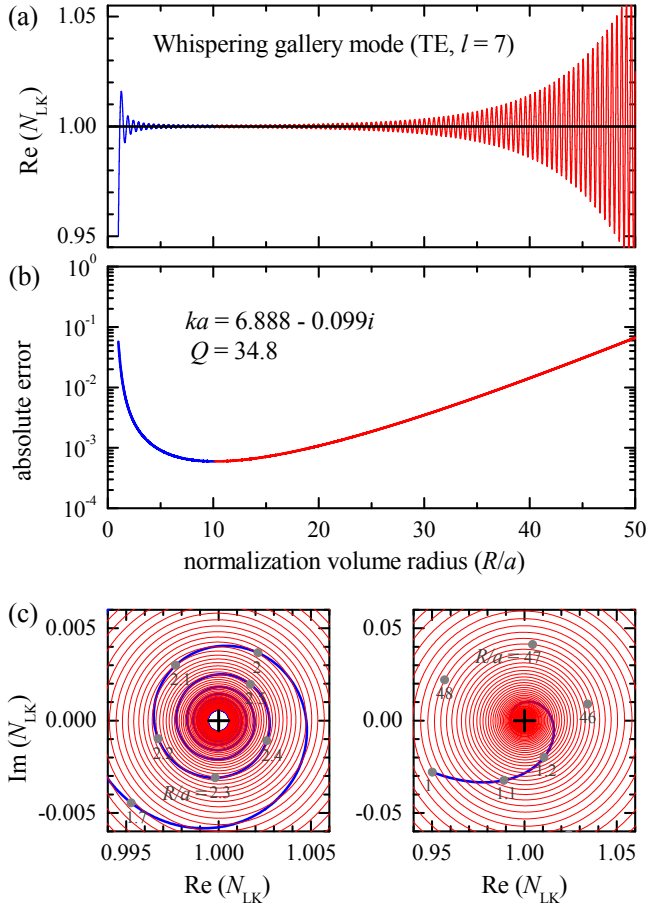 (a)
1.05
Whispering gallery mode (TE, l = 7)
Re (N_LK)
1.00
0.95
(b)
10^0
ka = 6.888 - 0.099i
Q = 34.8
absolute error
10^-1
10^-2
10^-3
10^-4
0 10 20 30 40 50
normalization volume radius (R/a)
(c)
0.005
0.000
-0.005
Im (N_LK)
2
2.1
2.2
R/a = 2.3
2.4
2.5
1.7
0.995 1.000 1.005
Re (N_LK)
0.05
0.00
-0.05
R/a = 47
48
46
1
1.1
1.2
0.95 1.00 1.05
Re (N_LK)